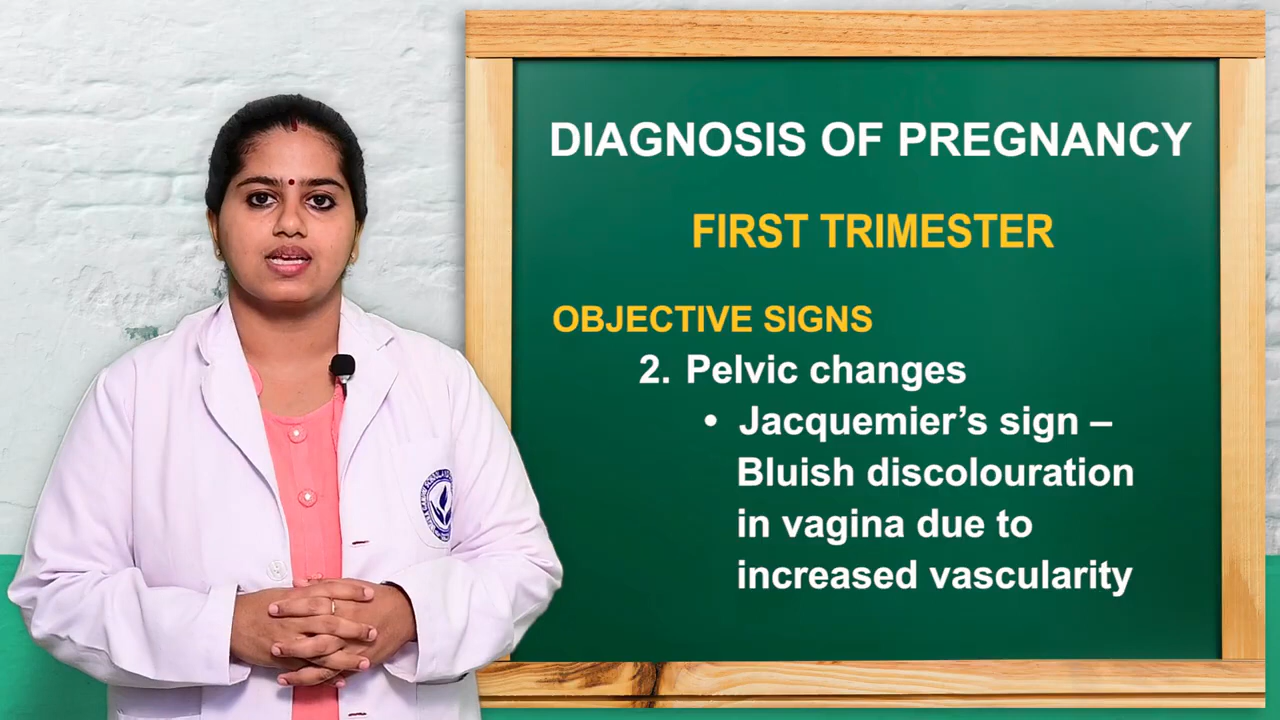 DIAGNOSIS OF PREGNANCY
FIRST TRIMESTER
OBJECTIVE SIGNS
2. Pelvic changes
• Jacquemier’s sign –
Bluish discolouration
in vagina due to
increased vascularity